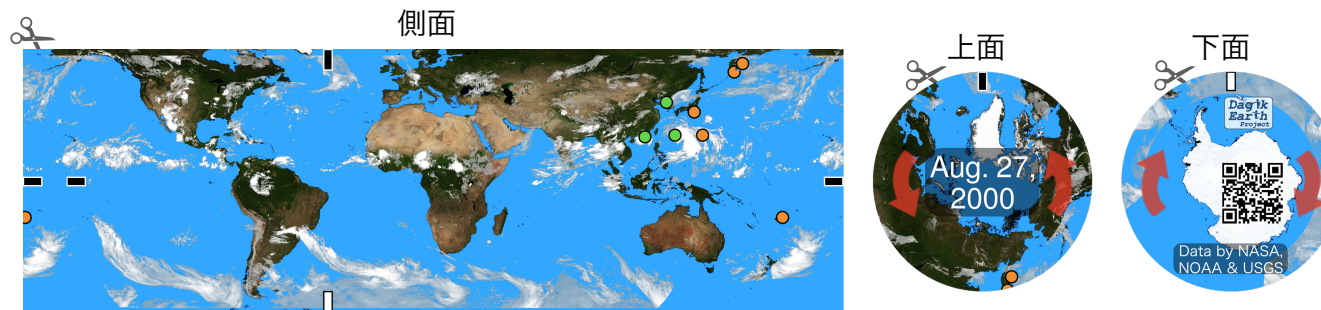 側面
上面
下面
Aug. 27,
2000
Dagik
Earth
Project
Data by NASA,
NOAA & USGS